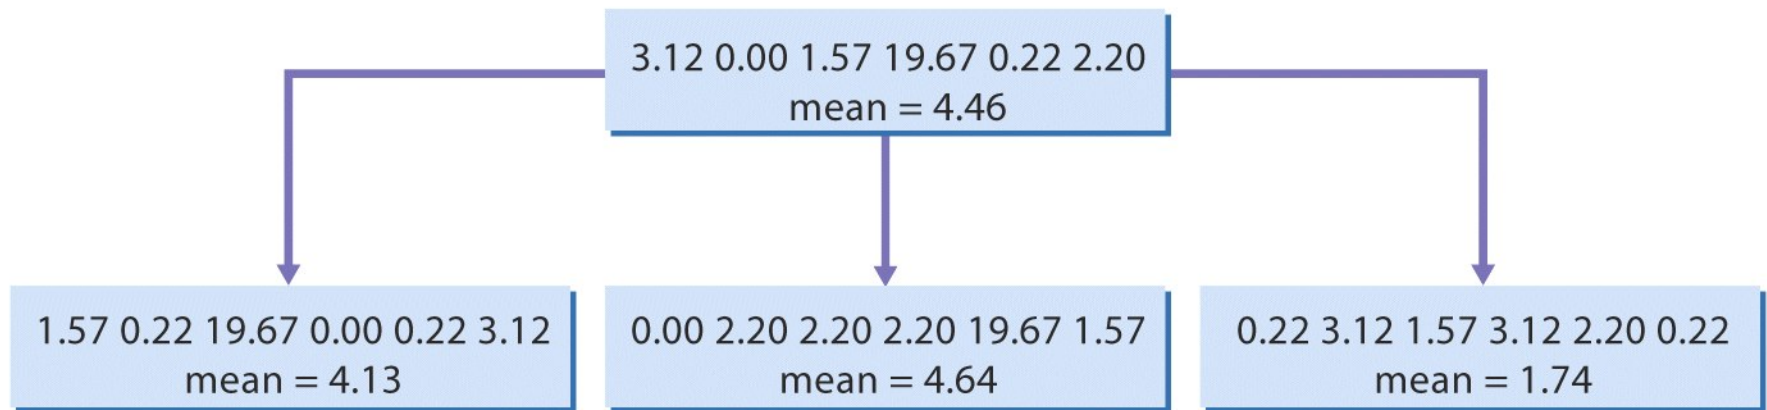 3.12 0.00 1.57 19.67 0.22 2.20
mean = 4.46
1.57 0.22 19.67 0.00 0.22 3.12
mean = 4.13
0.00 2.20 2.20 2.20 19.67 1.57
mean = 4.64
0.22 3.12 1.57 3.12 2.20 0.22
mean = 1.74